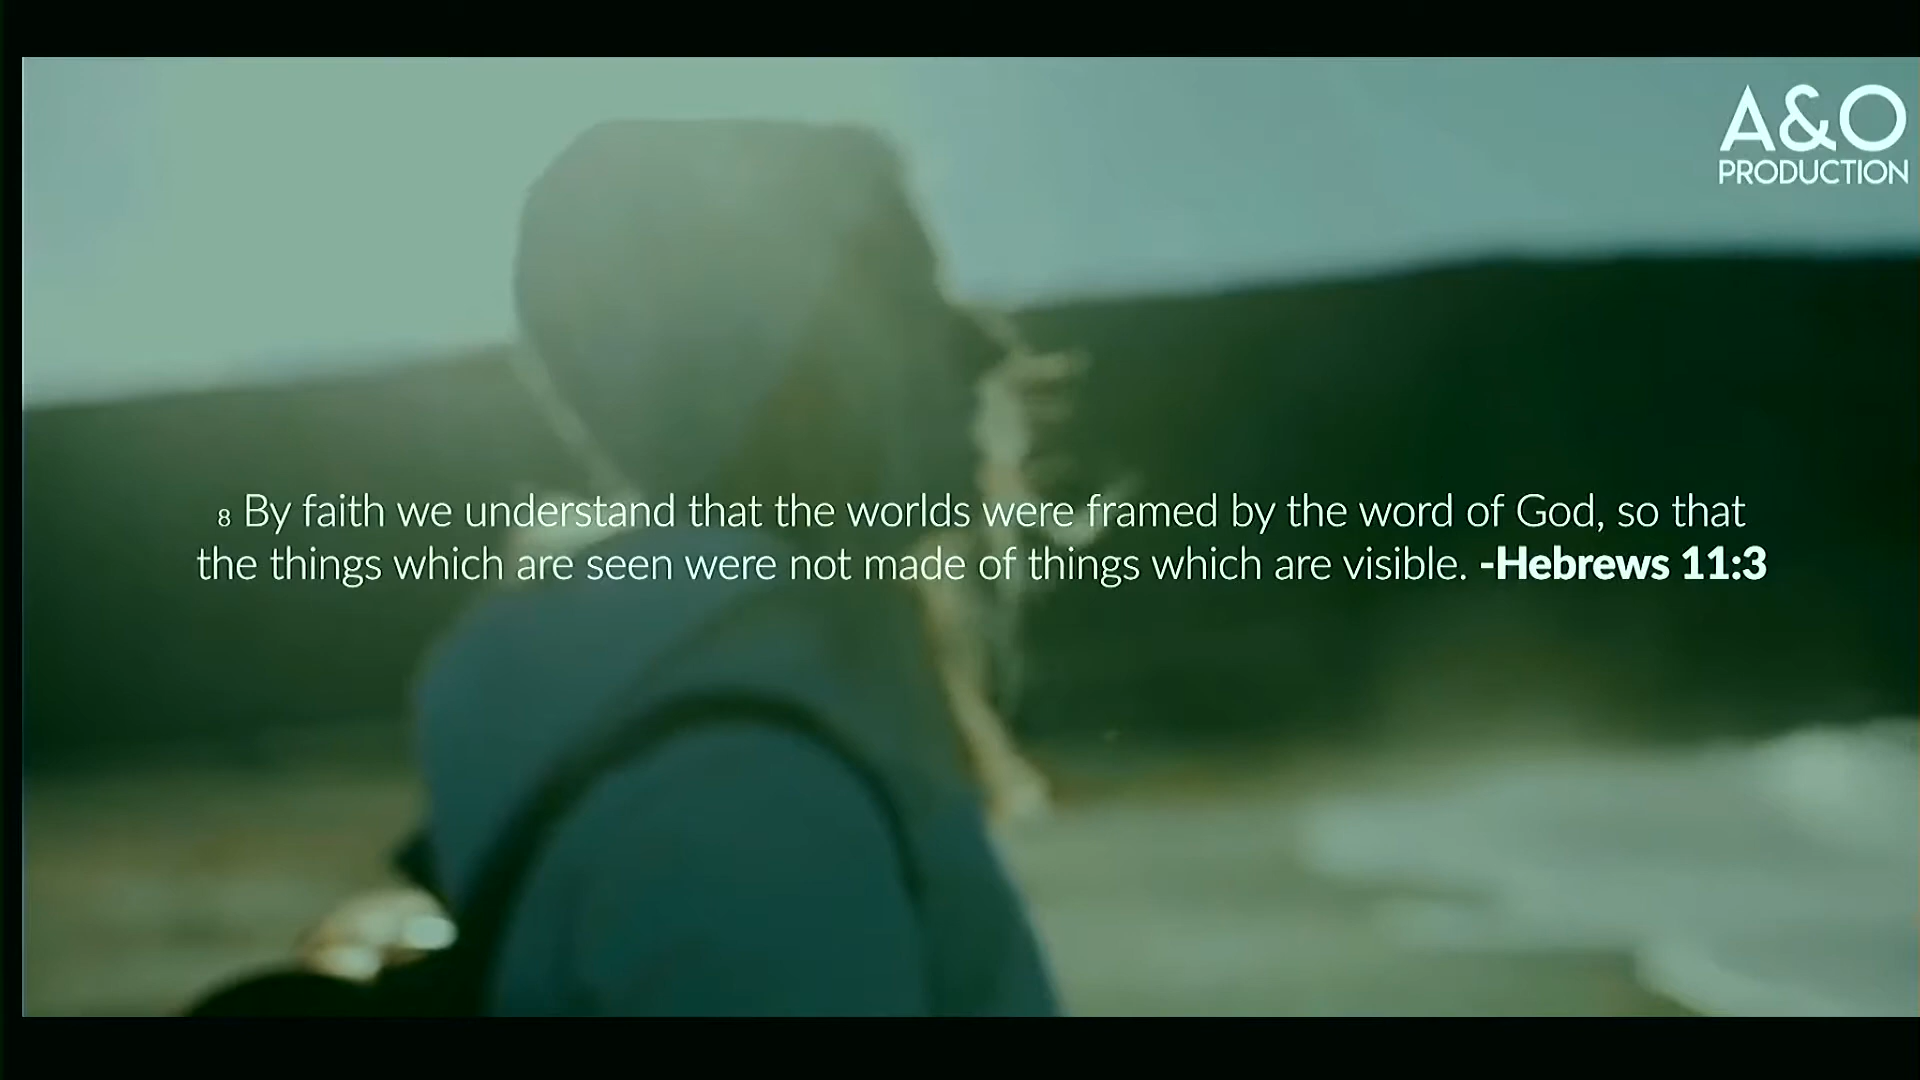 A&O
PRODUCTION
8 By faith we understand that the worlds were framed by the word of God, so that
the things which are seen were not made of things which are visible. -Hebrews 11:3